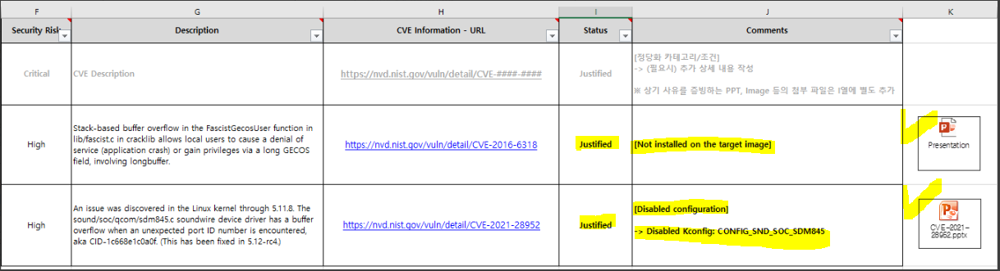 F G H I J K
Security Risk Description CVE Information - URL Status Comments
Critical
CVE Description
https://nvd.nist.gov/vuln/detail/CVE-####-####
Justified
[정당화 카테고리/조건]
-> (필요시) 추가 상세 내용 작성
※ 상기 사유를 증빙하는 PPT, Image 등의 첨부 파일은 I열에 별도 추가
High
Stack-based buffer overflow in the FascistGecosUser function in
lib/fascist.c in cracklib allows local users to cause a denial of
service (application crash) or gain privileges via a long GECOS
field, involving longbuffer.
https://nvd.nist.gov/vuln/detail/CVE-2016-6318
Justified
[Not installed on the target image]
Presentation
High
An issue was discovered in the Linux kernel through 5.11.8. The
sound/soc/qcom/sdm845.c soundwire device driver has a buffer
overflow when an unexpected port ID number is encountered,
aka CID-1c668e1c0a0f. (This has been fixed in 5.12-rc4.)
https://nvd.nist.gov/vuln/detail/CVE-2021-28952
Justified
[Disabled configuration]
-> Disabled Kconfig: CONFIG_SND_SOC_SDM845
CVE-2021-
28952.pptx